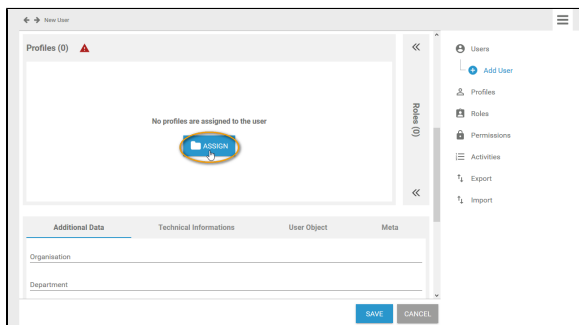 New User
Profiles (0)
No profiles are assigned to the user
ASSIGN
Roles (0)
Additional Data
Technical Informations
User Object
Meta
Organisation
Department
SAVE
CANCEL
Users
Add User
Profiles
Roles
Permissions
Activities
Export
Import